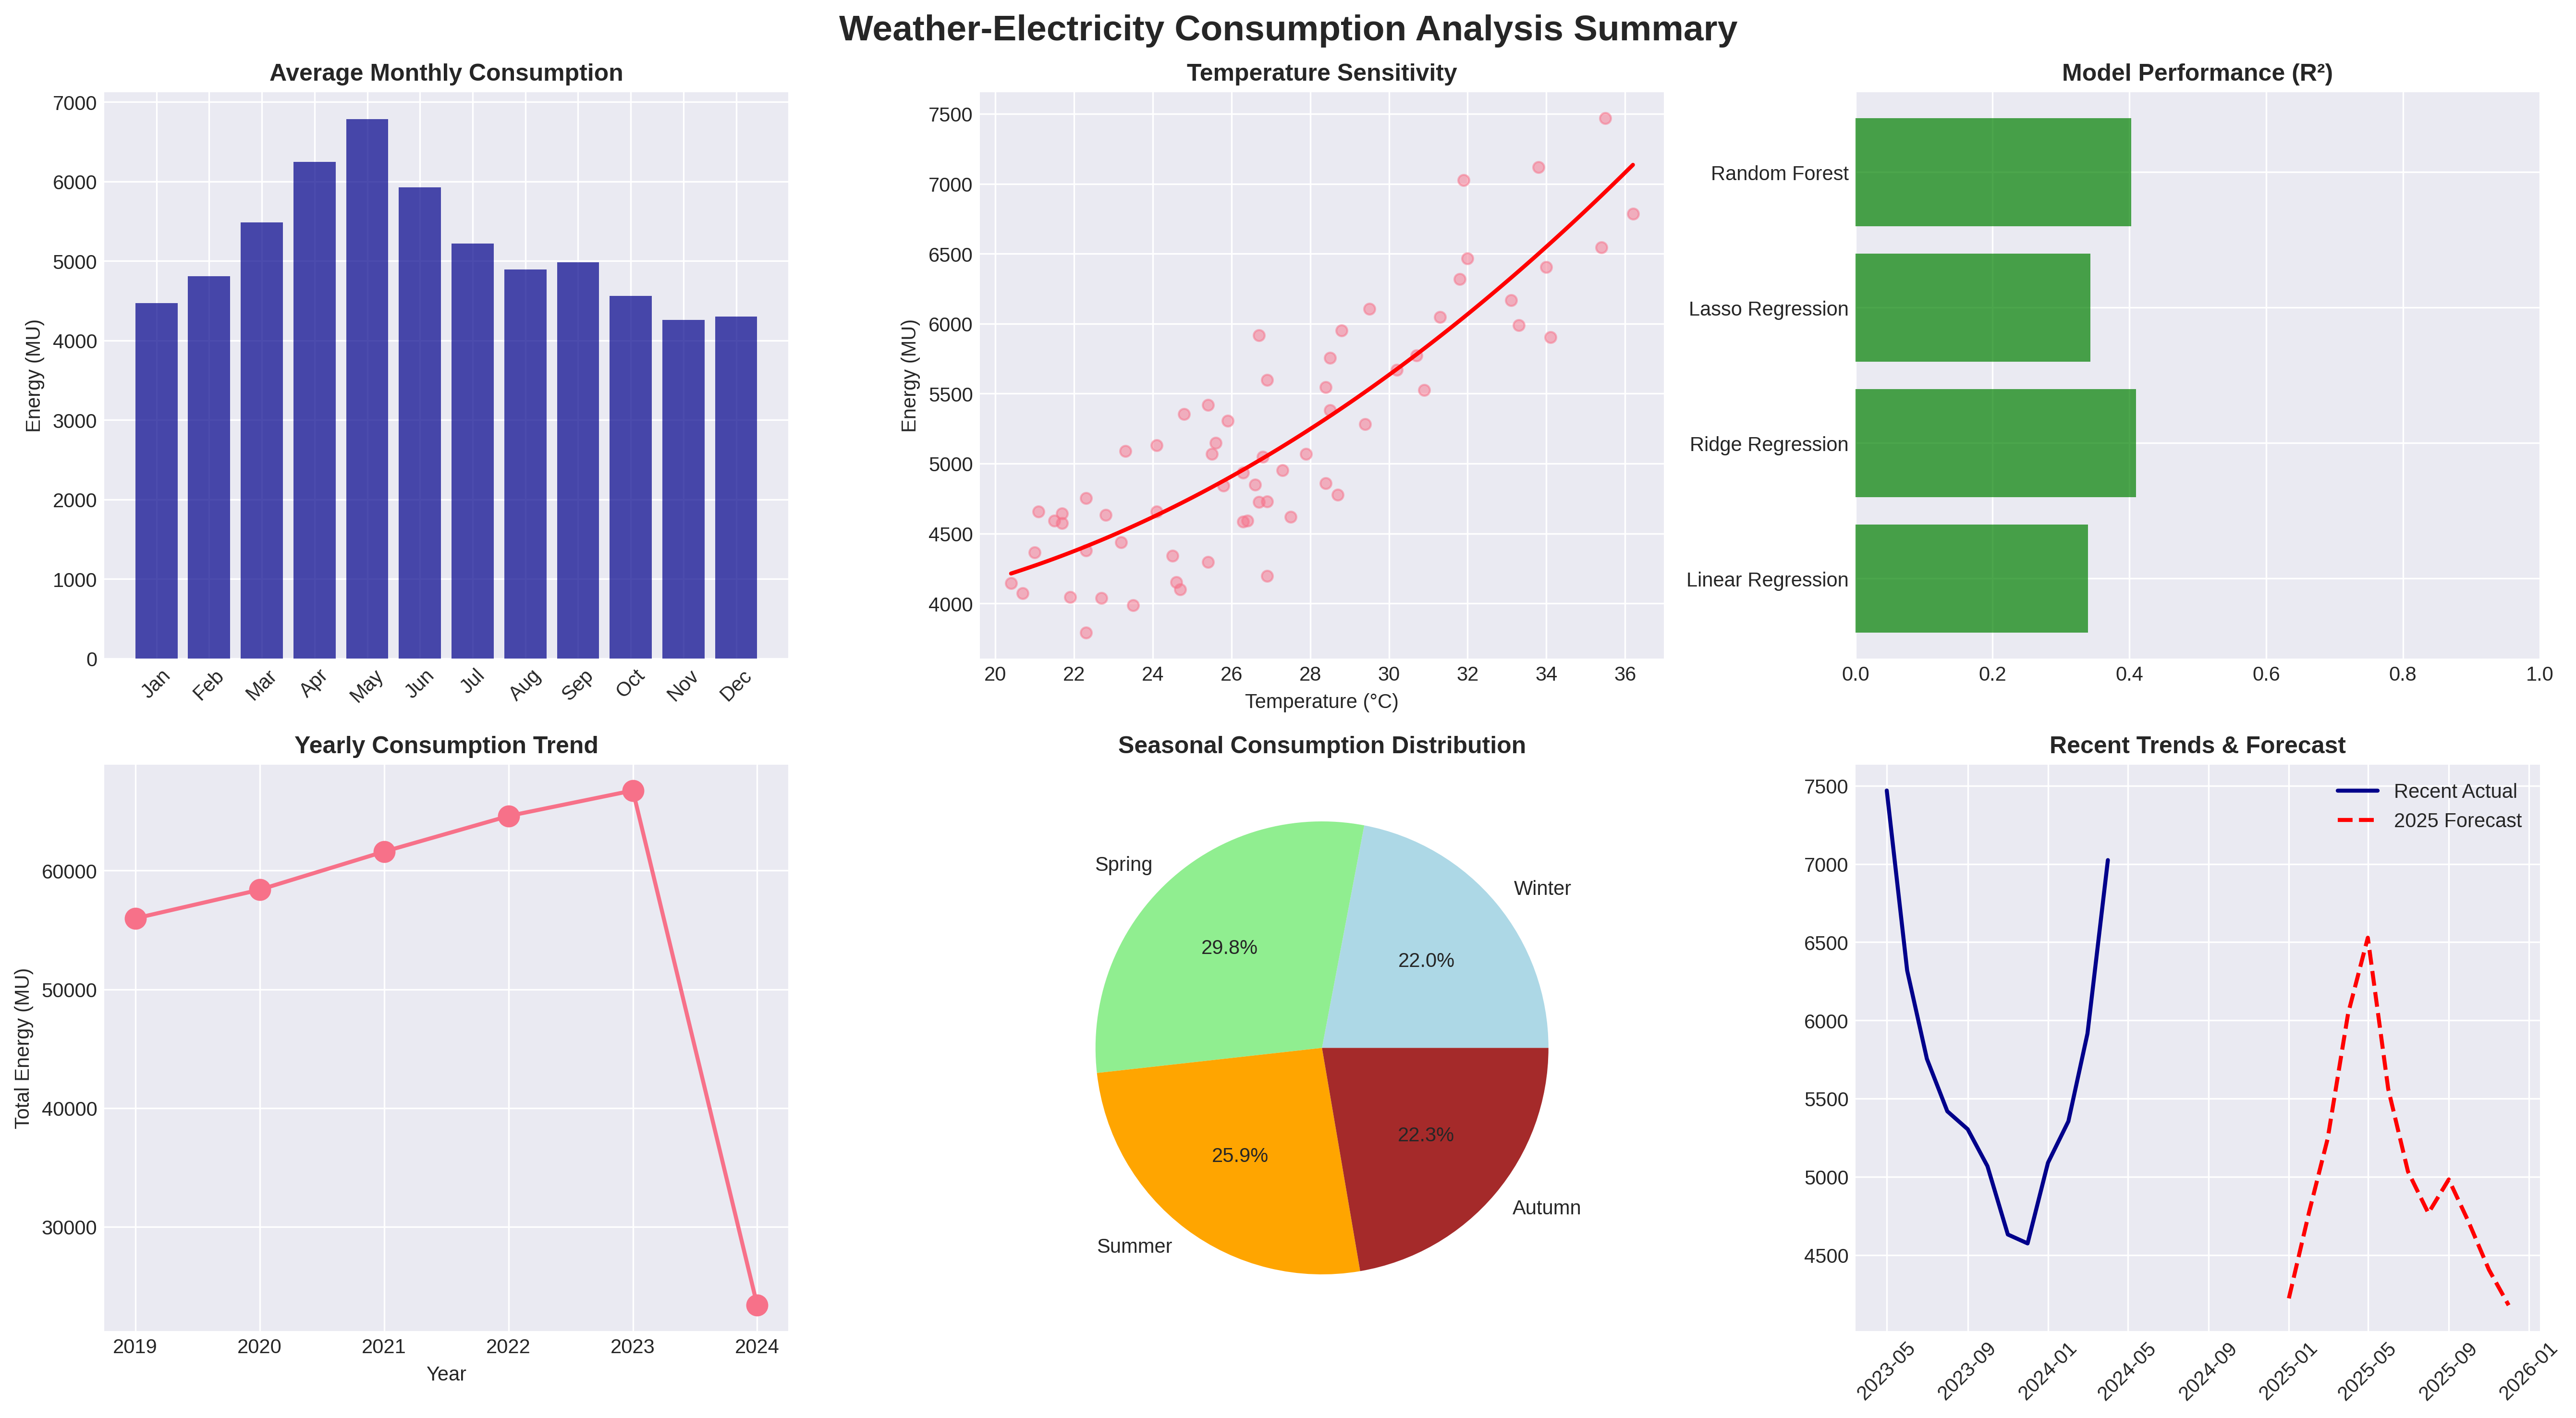 Weather-Electricity Consumption Analysis Summary
Average Monthly Consumption
Energy (MU)
7000
6000
5000
4000
3000
2000
1000
0
Jan Feb Mar Apr May Jun Jul Aug Sep Oct Nov Dec
Temperature Sensitivity
Energy (MU)
7500
7000
6500
6000
5500
5000
4500
4000
20 22 24 26 28 30 32 34 36
Temperature (°C)
Model Performance (R²)
Random Forest
Lasso Regression
Ridge Regression
Linear Regression
0.0 0.2 0.4 0.6 0.8 1.0
Yearly Consumption Trend
Total Energy (MU)
60000
50000
40000
30000
2019 2020 2021 2022 2023 2024
Year
Seasonal Consumption Distribution
Spring
Winter
29.8%
22.0%
25.9%
22.3%
Summer
Autumn
Recent Trends & Forecast
Recent Actual
2025 Forecast
7500
7000
6500
6000
5500
5000
4500
2023-05 2023-09 2024-01 2024-05 2024-09 2025-01 2025-05 2025-09 2026-01